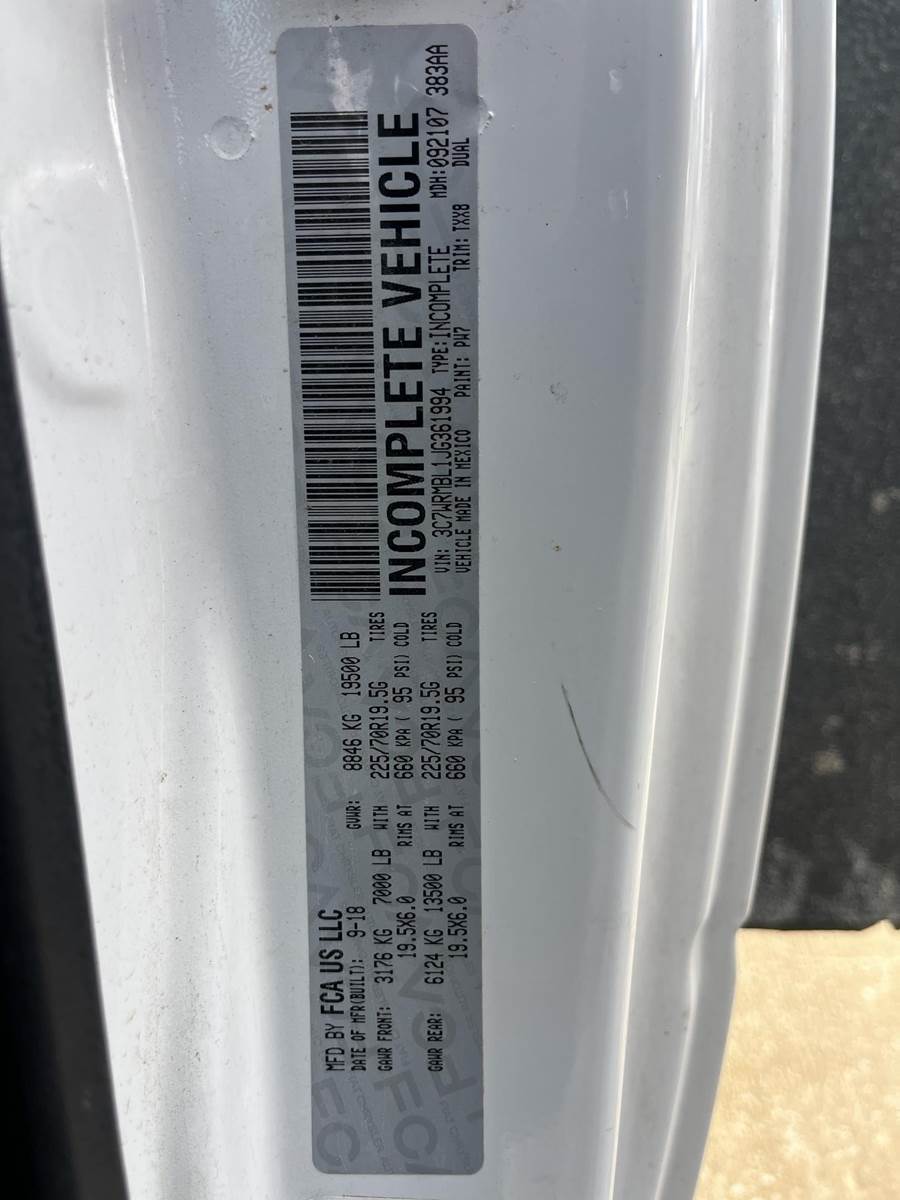 MFD BY FCA US LLC
DATE OF MFR(BUILT): 9-18 GVWR: 8846 KG 19500 LB
GAWR FRONT: 3176 KG 7000 LB WITH 225/70R19.5G TIRES
19.5X6.0 RIMS AT 660 KPA( 95 PSI) COLD
GAWR REAR: 6124 KG 13500 LB WITH 225/70R19.5G TIRES
19.5X6.0 RIMS AT 660 KPA( 95 PSI) COLD
INCOMPLETE VEHICLE
VIN: 3C7WRMBL1JG361994 TYPE:INCOMPLETE MDH:092107 383AA
VEHICLE MADE IN MEXICO PAINT: PW7 TRIM: TXX8 DUAL